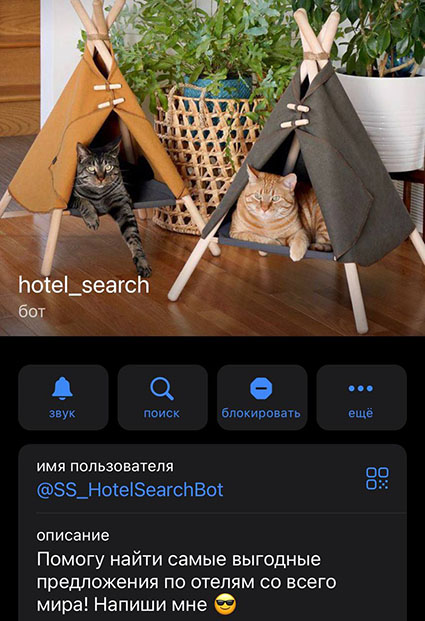 hotel_search
бот
звук
поиск
блокировать
ещё
имя пользователя
@SS_HotelSearchBot
описание
Помогу найти самые выгодные
предложения по отелям со всего
мира! Напиши мне 😎